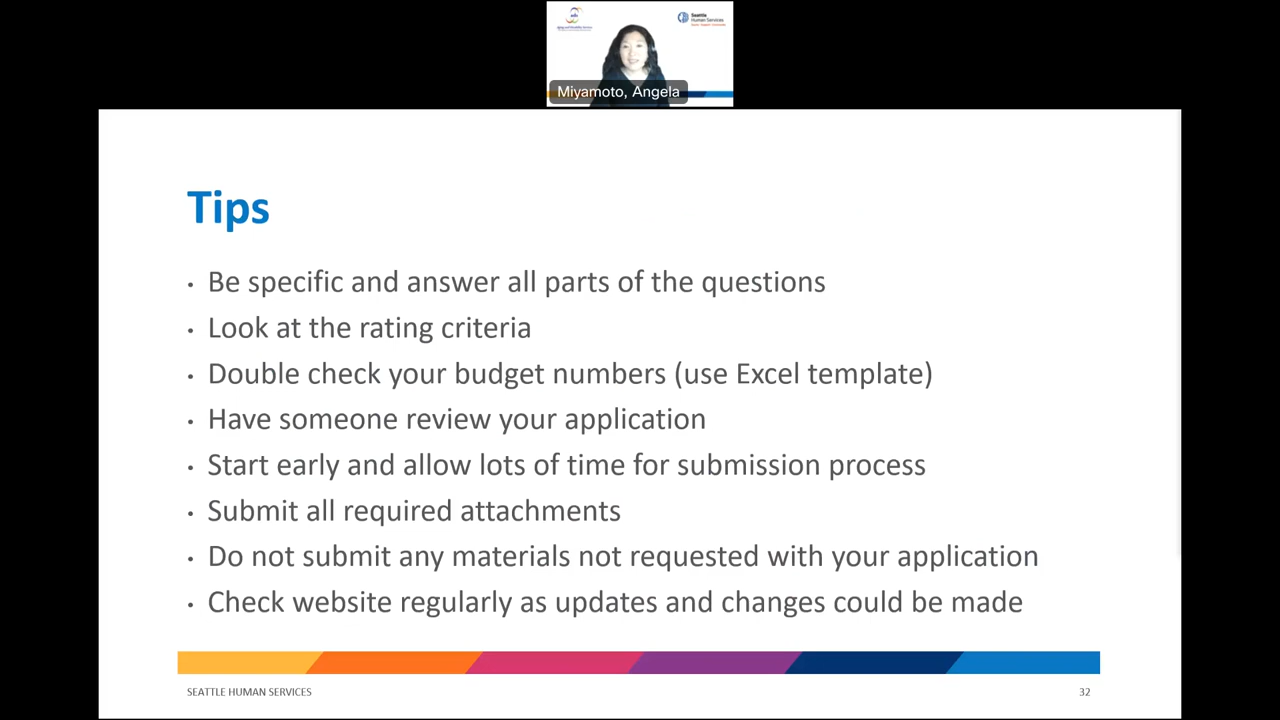 Seattle
Human Services
Miyamoto, Angela
Tips
• Be specific and answer all parts of the questions
• Look at the rating criteria
• Double check your budget numbers (use Excel template)
• Have someone review your application
• Start early and allow lots of time for submission process
• Submit all required attachments
• Do not submit any materials not requested with your application
• Check website regularly as updates and changes could be made
SEATTLE HUMAN SERVICES
32